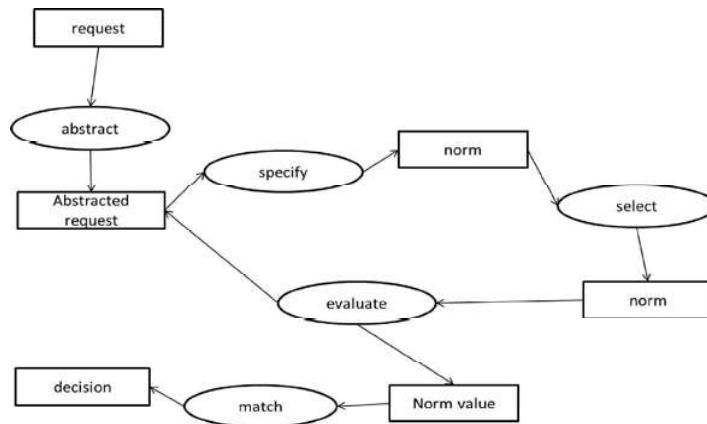 request
abstract
specify
norm
Abstracted
request
select
evaluate
norm
decision
match
Norm value